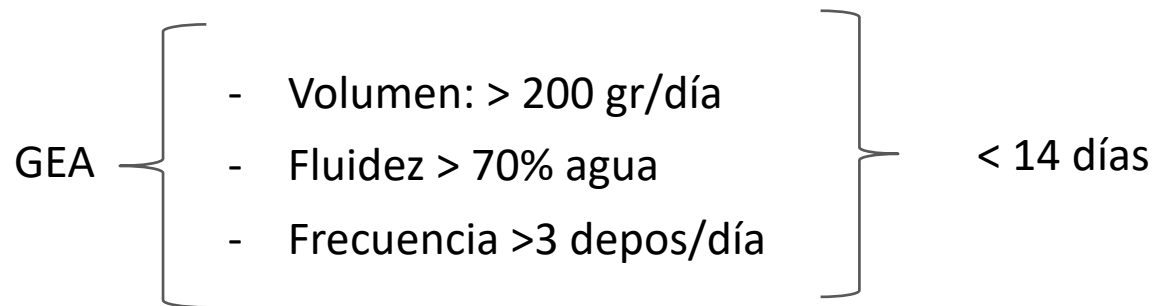 - Volumen: > 200 gr/día
GEA - Fluidez > 70% agua < 14 días
- Frecuencia >3 depos/día